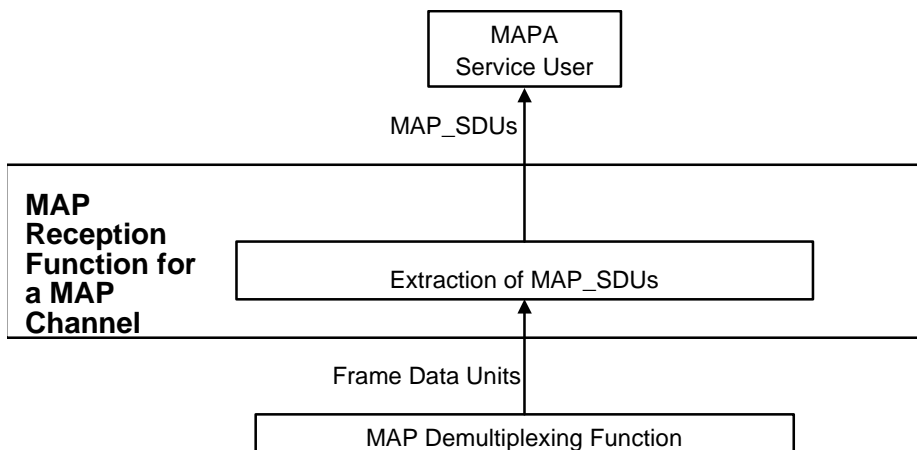 MAPA
Service User
MAP_SDUs
MAP
Reception
Function for
a MAP
Channel
Extraction of MAP_SDUs
Frame Data Units
MAP Demultiplexing Function